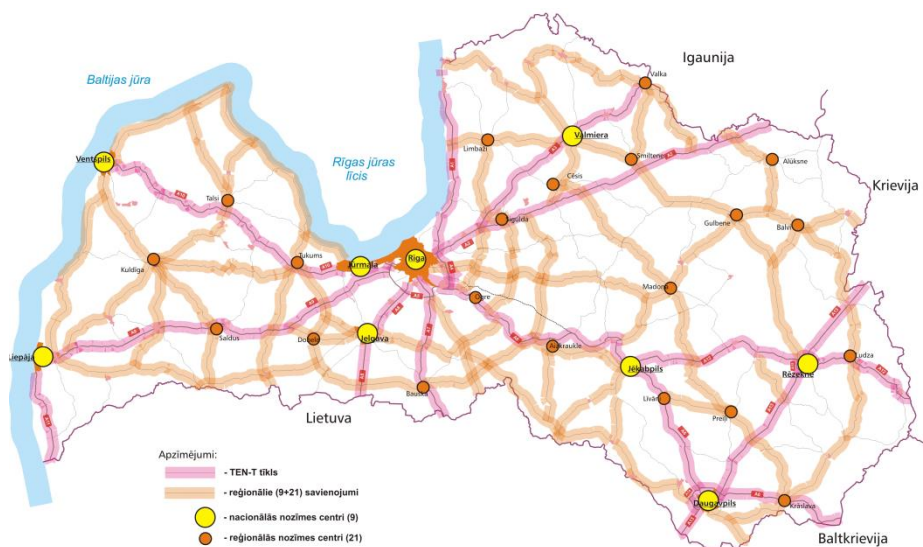 Igaunija
Baltijas jūra
Valka
Ventspils
Valmiera
Rīgas jūras
līcis
Limbaži
Smiltene
Alūksne
Cēsis
Krievija
Talsi
Sigulda
Gulbene
Balvi
Kuldīga
Tukums
Jūrmala
Rīga
Madona
Ogre
Saldus
Dobele
Jelgava
Aizkraukle
Liepāja
Jēkabpils
Rēzekne
Ludza
Bauska
Līvāni
Preiļi
Lietuva
Daugavpils
Krāslava
Baltkrievija
Apzīmējumi:
- TEN-T tīkls
- reģionālie (9+21) savienojumi
- nacionālās nozīmes centri (9)
- reģionālās nozīmes centri (21)